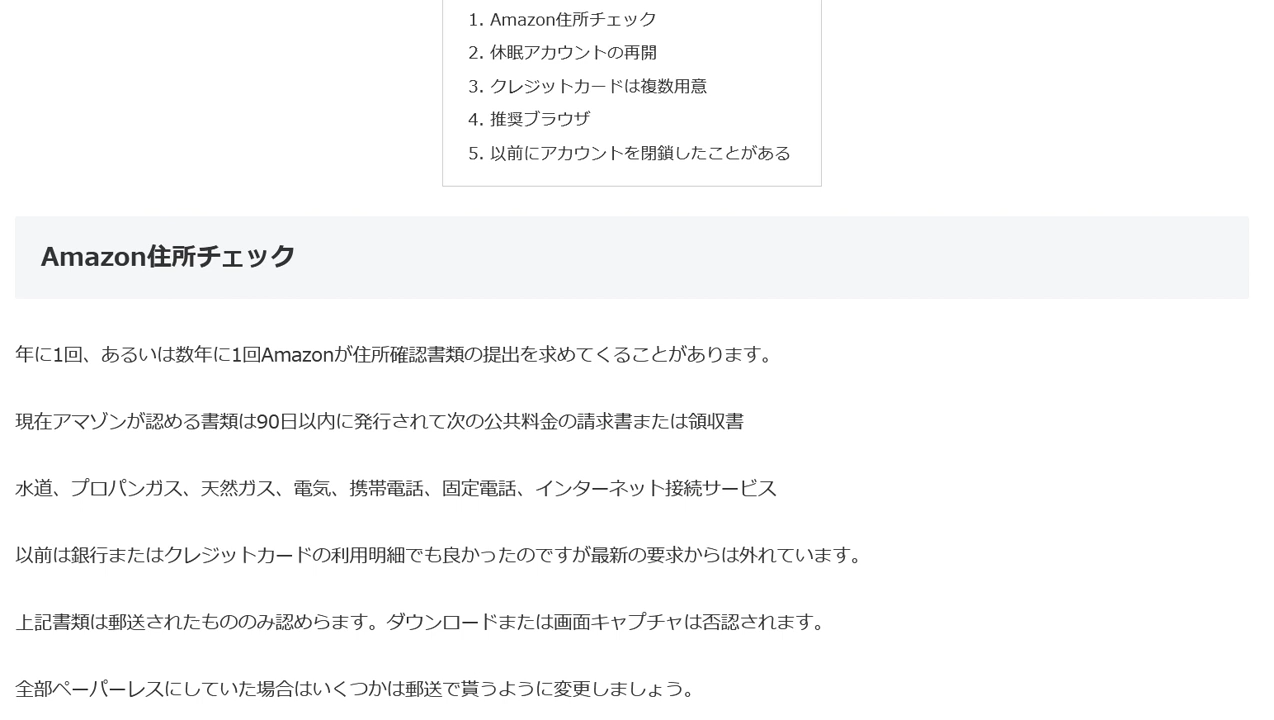 1. Amazon住所チェック
2. 休眠アカウントの再開
3. クレジットカードは複数用意
4. 推奨ブラウザ
5. 以前にアカウントを閉鎖したことがある
Amazon住所チェック
年に1回、あるいは数年に1回Amazonが住所確認書類の提出を求めてくることがあります。
現在アマゾンが認める書類は90日以内に発行されて次の公共料金の請求書または領収書
水道、プロパンガス、天然ガス、電気、携帯電話、固定電話、インターネット接続サービス
以前は銀行またはクレジットカードの利用明細でも良かったのですが最新の要求からは外れています。
上記書類は郵送されたもののみ認めらます。ダウンロードまたは画面キャプチャは否認されます。
全部ペーパーレスにしていた場合はいくつかは郵送で貰うように変更しましょう。